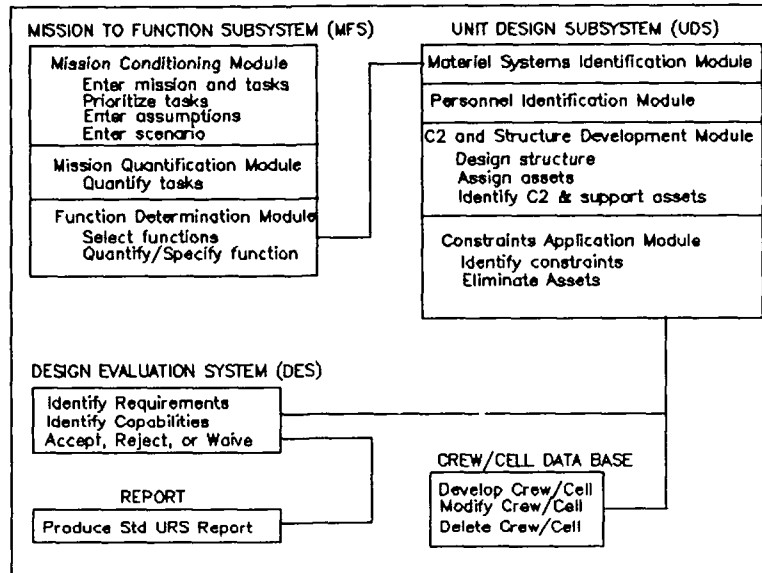 MISSION TO FUNCTION SUBSYSTEM (MFS)
Mission Conditioning Module
Enter mission and tasks
Prioritize tasks
Enter assumptions
Enter scenario
Mission Quantification Module
Quantify tasks
Function Determination Module
Select functions
Quantify/Specify function
UNIT DESIGN SUBSYSTEM (UDS)
Materiel Systems Identification Module
Personnel Identification Module
C2 and Structure Development Module
Design structure
Assign assets
Identify C2 & support assets
Constraints Application Module
Identify constraints
Eliminate Assets
DESIGN EVALUATION SYSTEM (DES)
Identify Requirements
Identify Capabilities
Accept, Reject, or Waive
REPORT
Produce Std URS Report
CREW/CELL DATA BASE
Develop Crew/Cell
Modify Crew/Cell
Delete Crew/Cell